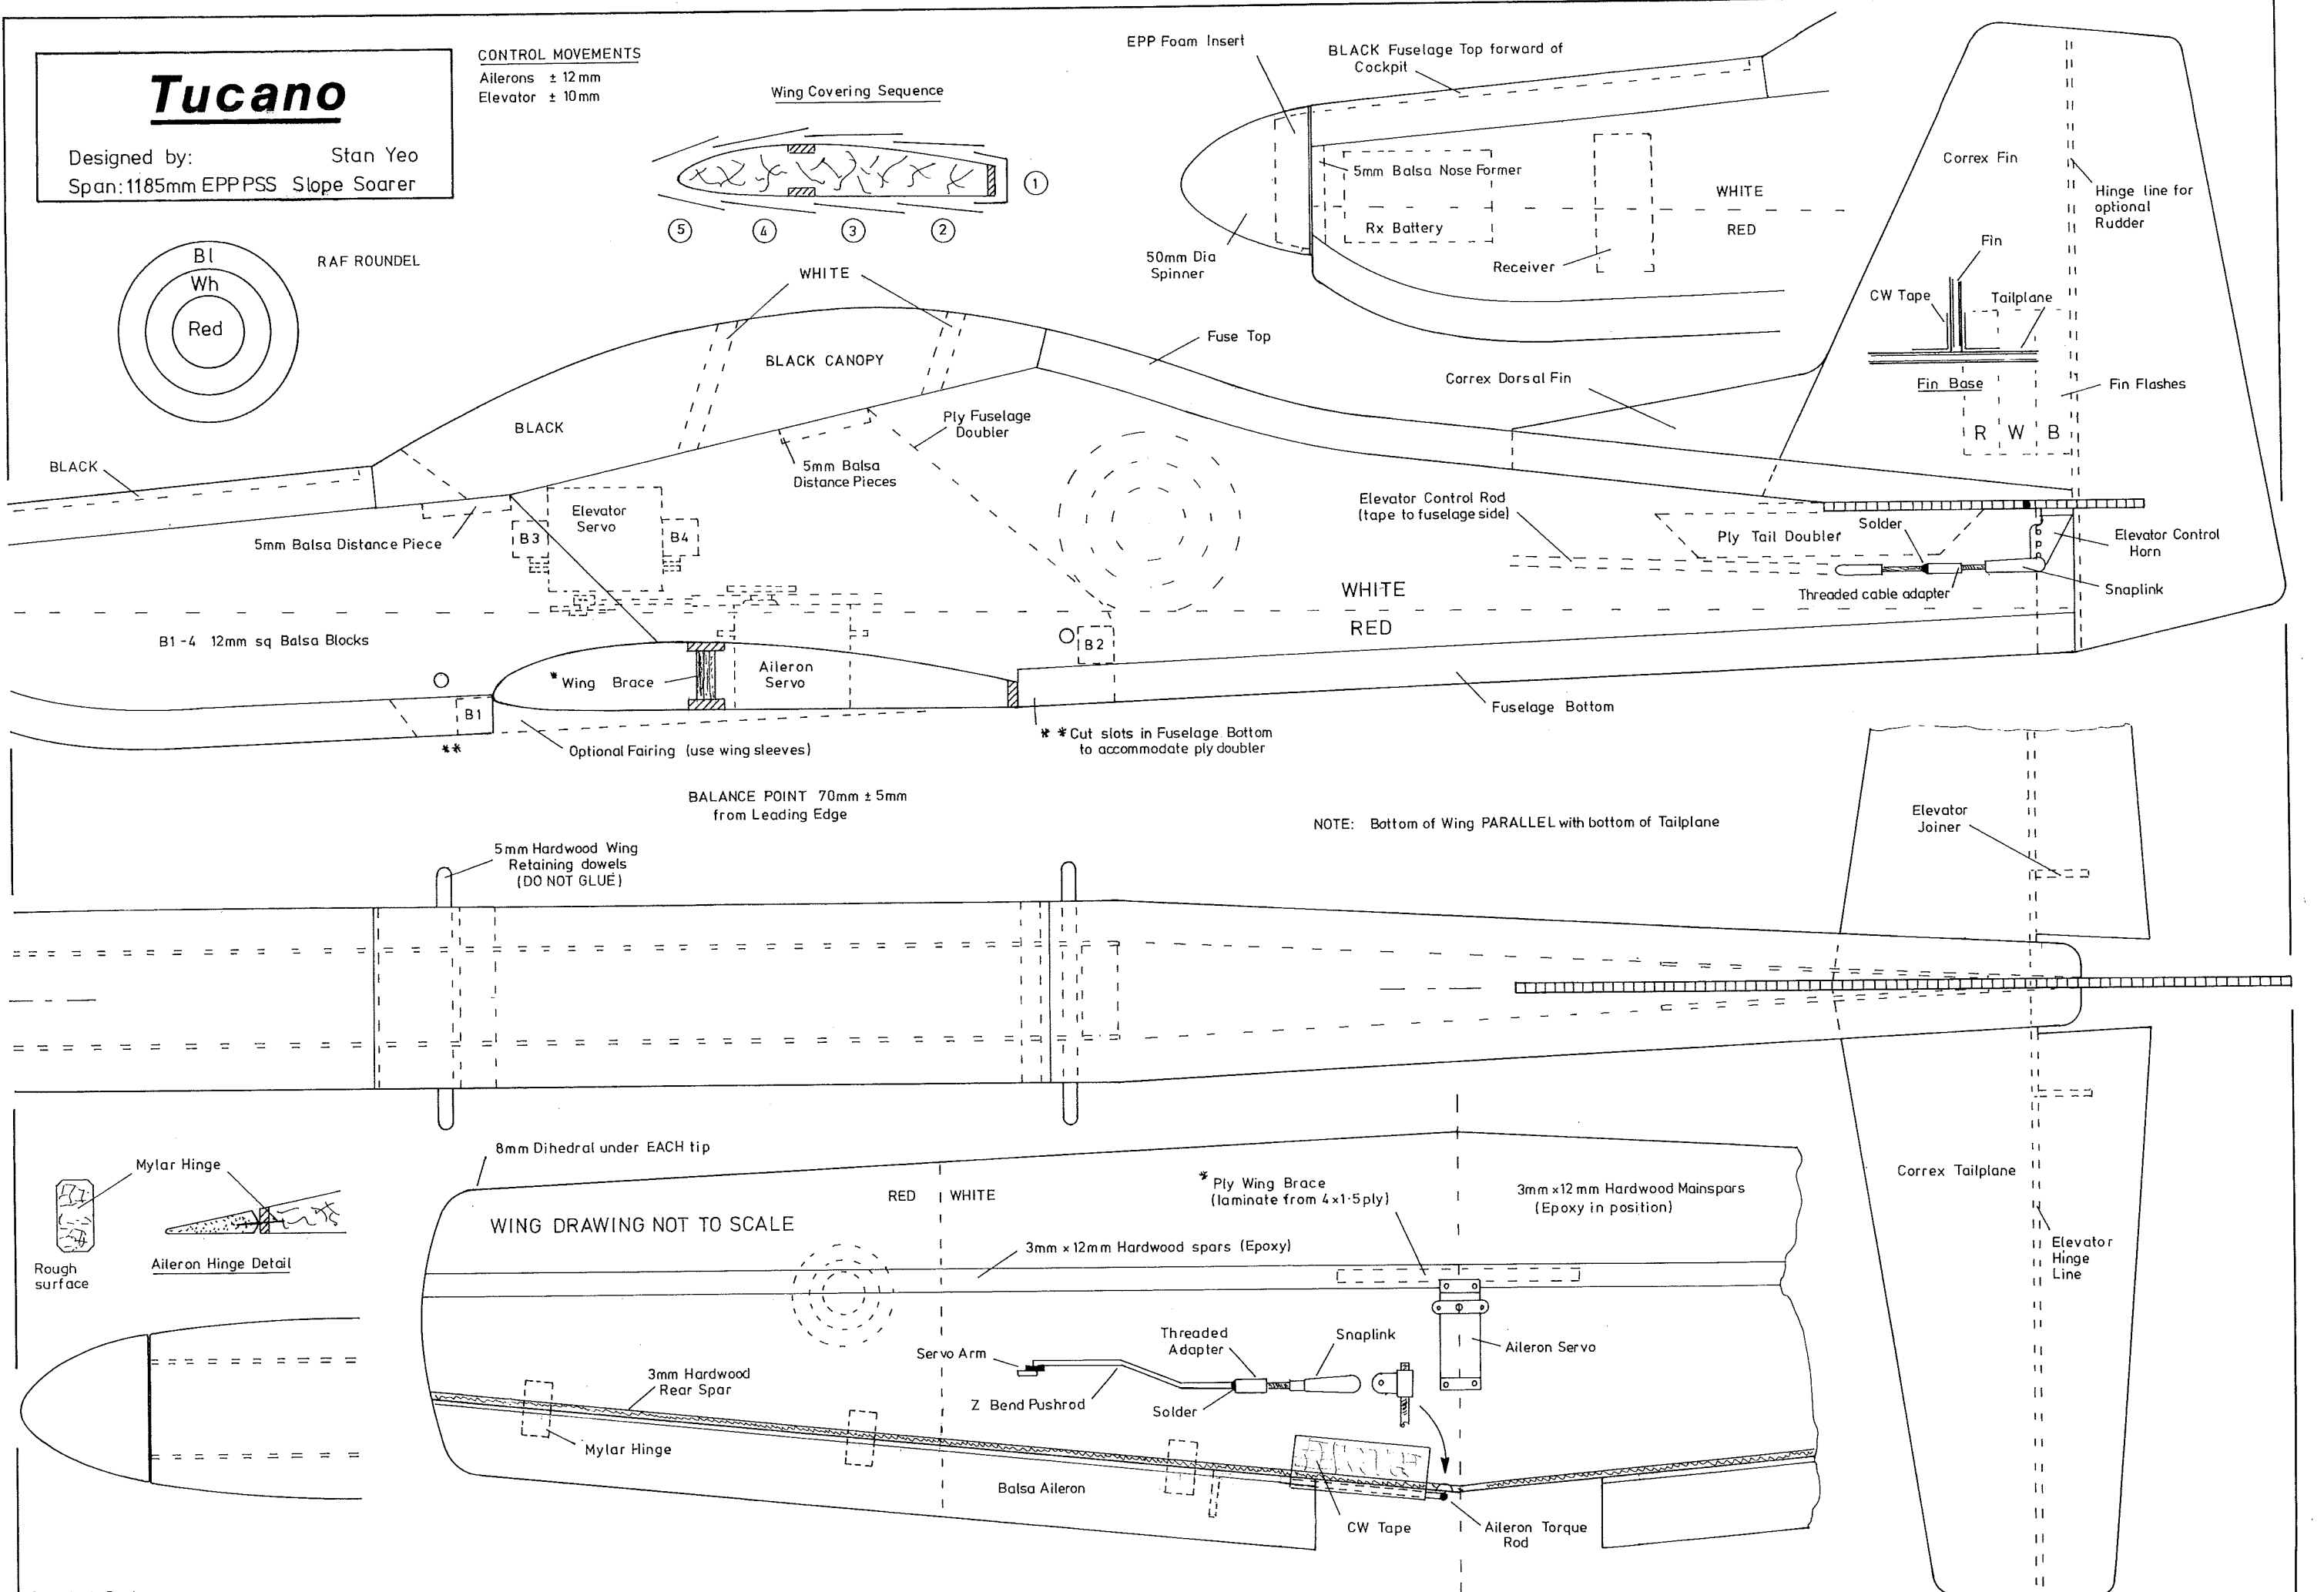 Tucano
Designed by: Stan Yeo
Span:1185mm EPP PSS Slope Soarer
CONTROL MOVEMENTS
Ailerons ± 12mm
Elevator ± 10mm
Wing Covering Sequence
1
5
4
3
2
RAF ROUNDEL
Bl
Wh
Red
EPP Foam Insert
BLACK Fuselage Top forward of
Cockpit
5mm Balsa Nose Former
Rx Battery
WHITE
RED
50mm Dia
Spinner
Receiver
Correx Fin
Hinge line for
optional
Rudder
Fin
CW Tape
Tailplane
Fin Base
Fin Flashes
R W B
WHITE
BLACK CANOPY
Fuse Top
Correx Dorsal Fin
BLACK
Ply Fuselage
Doubler
BLACK
5mm Balsa
Distance Pieces
Elevator
Servo
B3
B4
5mm Balsa Distance Piece
Elevator Control Rod
(tape to fuselage side)
Solder
Ply Tail Doubler
Elevator Control
Horn
Threaded cable adapter
Snaplink
WHITE
RED
B1-4 12mm sq Balsa Blocks
B2
* Wing Brace
Aileron
Servo
B1
**
Optional Fairing (use wing sleeves)
* * Cut slots in Fuselage Bottom
to accommodate ply doubler
Fuselage Bottom
BALANCE POINT 70mm ± 5mm
from Leading Edge
NOTE: Bottom of Wing PARALLEL with bottom of Tailplane
Elevator
Joiner
5mm Hardwood Wing
Retaining dowels
(DO NOT GLUE)
8mm Dihedral under EACH tip
Mylar Hinge
Rough
surface
Aileron Hinge Detail
RED
WHITE
WING DRAWING NOT TO SCALE
* Ply Wing Brace
(laminate from 4x1·5ply)
3mm x12 mm Hardwood Mainspars
(Epoxy in position)
3mm x 12mm Hardwood spars (Epoxy)
Correx Tailplane
Elevator
Hinge
Line
Servo Arm
Threaded
Adapter
Snaplink
Aileron Servo
3mm Hardwood
Rear Spar
Z Bend Pushrod
Solder
Mylar Hinge
Balsa Aileron
CW Tape
Aileron Torque
Rod